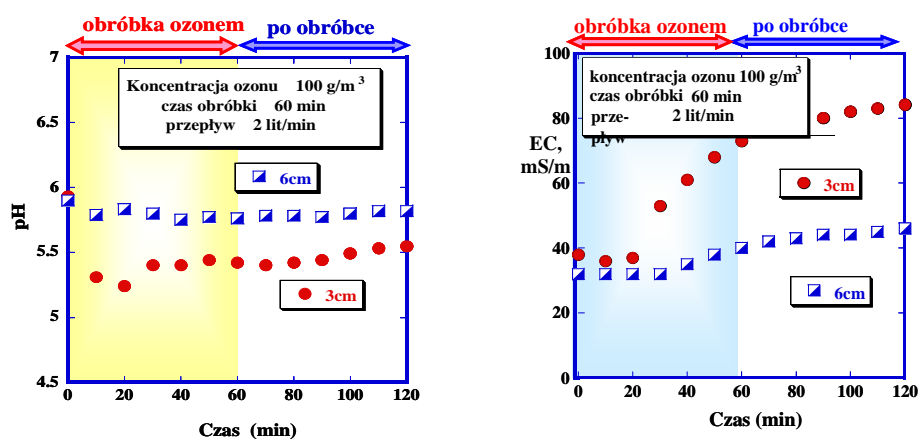 obróbka ozonem
po obróbce
7
6.5
6
5.5
5
4.5
pH
Koncentracja ozonu 100 g/m³
czas obróbki 60 min
przepływ 2 lit/min
6cm
3cm
0 20 40 60 80 100 120
Czas (min)
obróbka ozonem
po obróbce
100
80
60
40
20
0
EC,
mS/m
koncentracja ozonu 100 g/m³
czas obróbki 60 min
prze- 2 lit/min
pływ
3cm
6cm
0 20 40 60 80 100 120
Czas (min)